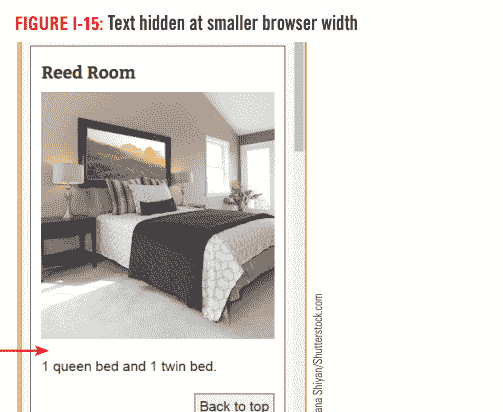 FIGURE I-15: Text hidden at smaller browser width
Reed Room
1 queen bed and 1 twin bed.
Back to top
ana Shiyan/Shutterstock.com